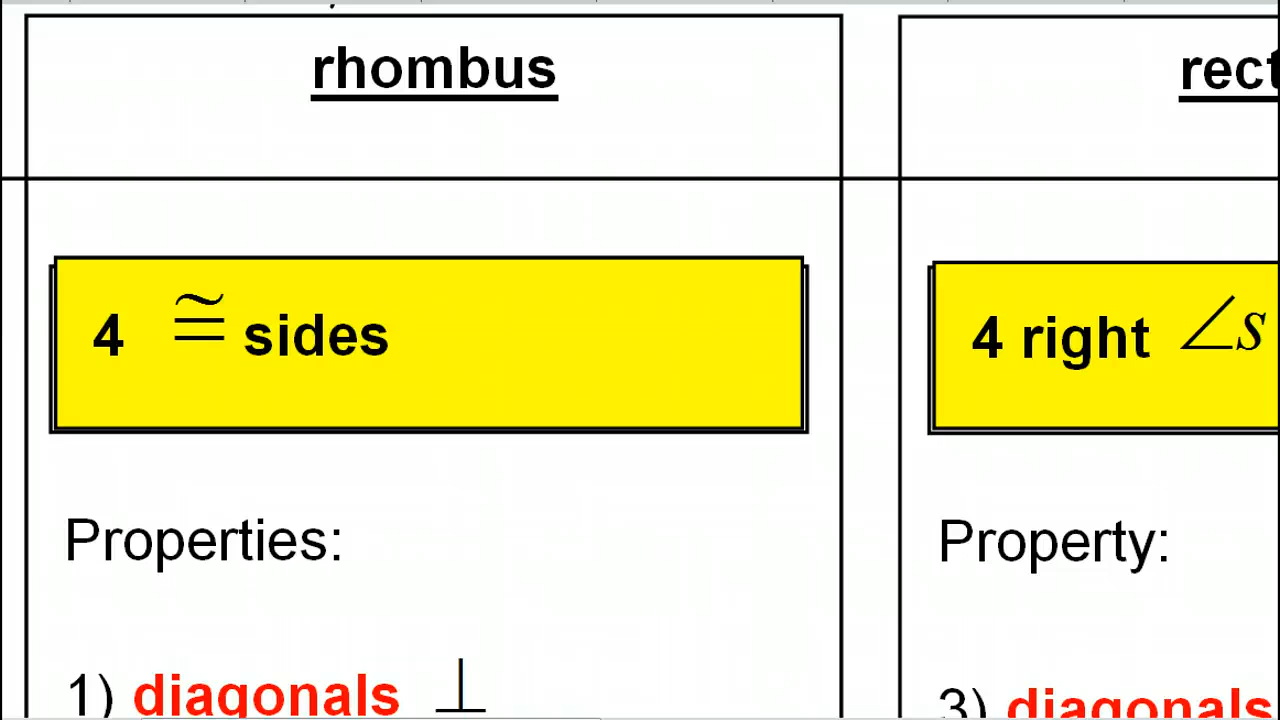 rhombus
4 ≅ sides
Properties:
1) diagonals ⊥
rect
4 right ∠s
Property:
3) diagonals